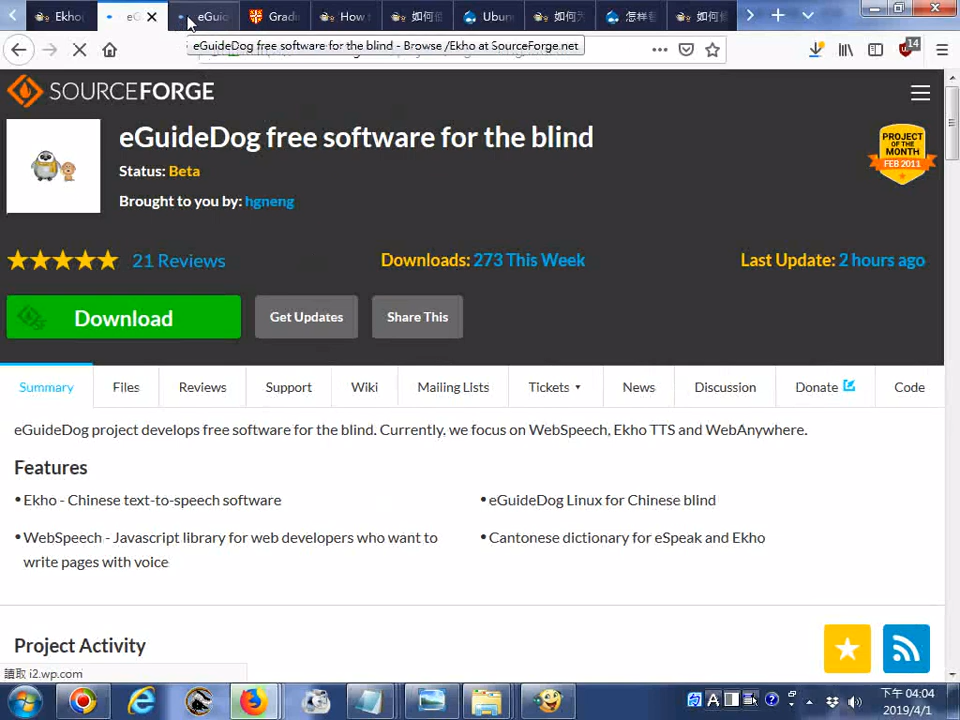 Ekho
eG
eGuid
Gradu
How t
如何
Ubun
如何
怎样
如何
eGuideDog free software for the blind - Browse /Ekho at SourceForge.net
14
SOURCEFORGE
eGuideDog free software for the blind
PROJECT
OF THE
MONTH
FEB 2011
Status: Beta
Brought to you by: hgneng
21 Reviews
Downloads: 273 This Week
Last Update: 2 hours ago
Download
Get Updates
Share This
Summary
Files
Reviews
Support
Wiki
Mailing Lists
Tickets
News
Discussion
Donate
Code
eGuideDog project develops free software for the blind. Currently, we focus on WebSpeech, Ekho TTS and WebAnywhere.
Features
•Ekho - Chinese text-to-speech software
•eGuideDog Linux for Chinese blind
•WebSpeech - Javascript library for web developers who want to
write pages with voice
•Cantonese dictionary for eSpeak and Ekho
Project Activity
讀取 i2.wp.com
A
下午 04:04
2019/4/1